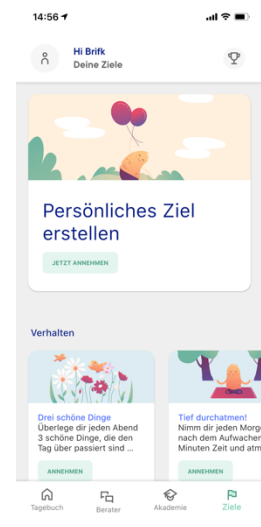 14:56
Hi Brifk
Deine Ziele
Persönliches Ziel
erstellen
JETZT ANNEHMEN
Verhalten
Drei schöne Dinge
Überlege dir jeden Abend
3 schöne Dinge, die den
Tag über passiert sind ...
ANNEHMEN
Tief durchatmen!
Nimm dir jeden Morge
nach dem Aufwachen
Minuten Zeit und atm
ANNEHMEN
Tagebuch
Berater
Akademie
Ziele